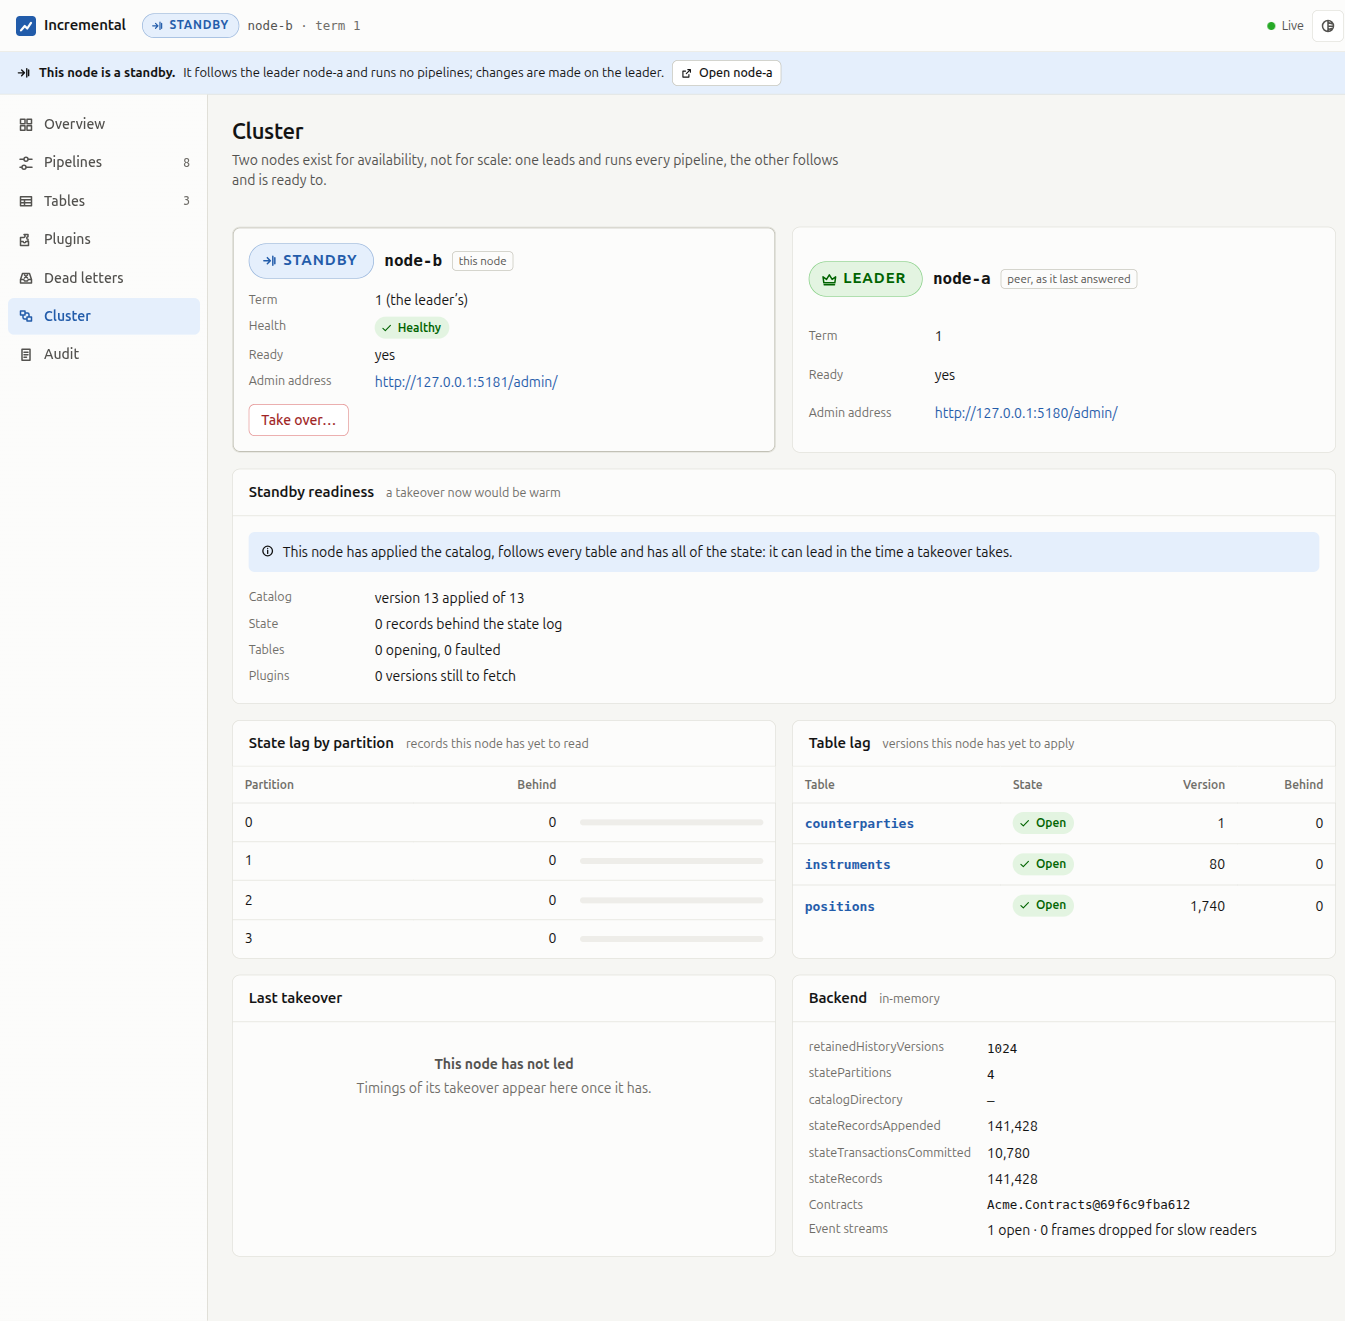 Incremental
STANDBY
node-b · term 1
Live
This node is a standby. It follows the leader node-a and runs no pipelines; changes are made on the leader.
Open node-a
Overview
Pipelines 8
Tables 3
Plugins
Dead letters
Cluster
Audit
Cluster
Two nodes exist for availability, not for scale: one leads and runs every pipeline, the other follows
and is ready to.
STANDBY node-b this node
Term 1 (the leader’s)
Health Healthy
Ready yes
Admin address http://127.0.0.1:5181/admin/
Take over…
LEADER node-a peer, as it last answered
Term 1
Ready yes
Admin address http://127.0.0.1:5180/admin/
Standby readiness a takeover now would be warm
This node has applied the catalog, follows every table and has all of the state: it can lead in the time a takeover takes.
Catalog version 13 applied of 13
State 0 records behind the state log
Tables 0 opening, 0 faulted
Plugins 0 versions still to fetch
State lag by partition records this node has yet to read
Partition Behind
0 0
1 0
2 0
3 0
Table lag versions this node has yet to apply
Table State Version Behind
counterparties Open 1 0
instruments Open 80 0
positions Open 1,740 0
Last takeover
This node has not led
Timings of its takeover appear here once it has.
Backend in-memory
retainedHistoryVersions 1024
statePartitions 4
catalogDirectory —
stateRecordsAppended 141,428
stateTransactionsCommitted 10,780
stateRecords 141,428
Contracts Acme.Contracts@69f6c9fba612
Event streams 1 open · 0 frames dropped for slow readers